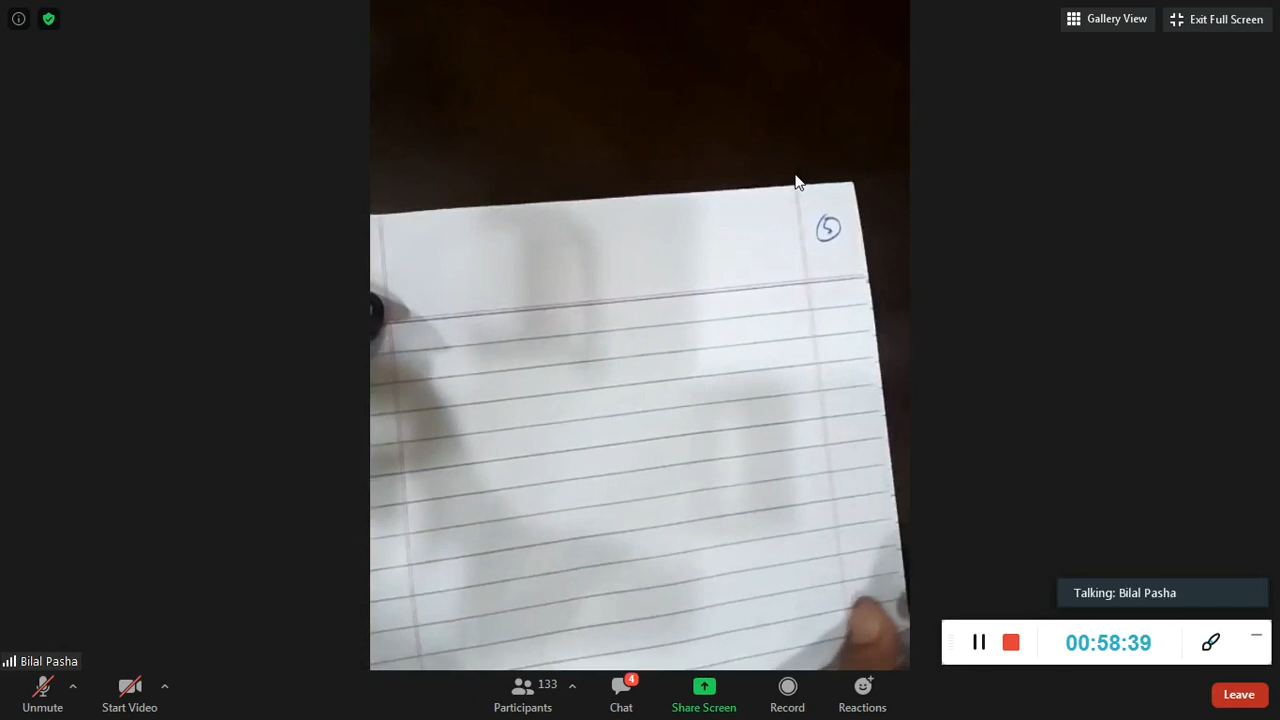 Gallery View
Exit Full Screen
5
Talking: Bilal Pasha
00:58:39
Bilal Pasha
Unmute
Start Video
133
Participants
4
Chat
Share Screen
Record
Reactions
Leave